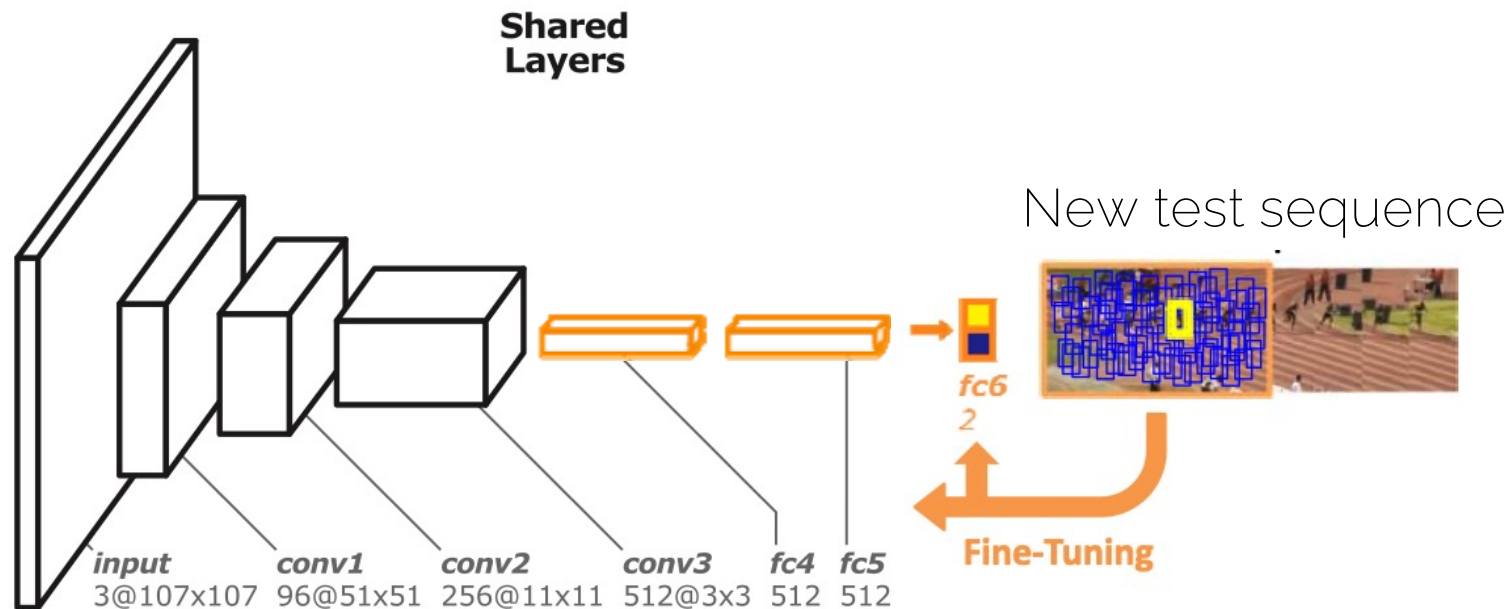 Shared
Layers
New test sequence
fc6
2
Fine-Tuning
input
3@107x107
conv1
96@51x51
conv2
256@11x11
conv3
512@3x3
fc4
512
fc5
512